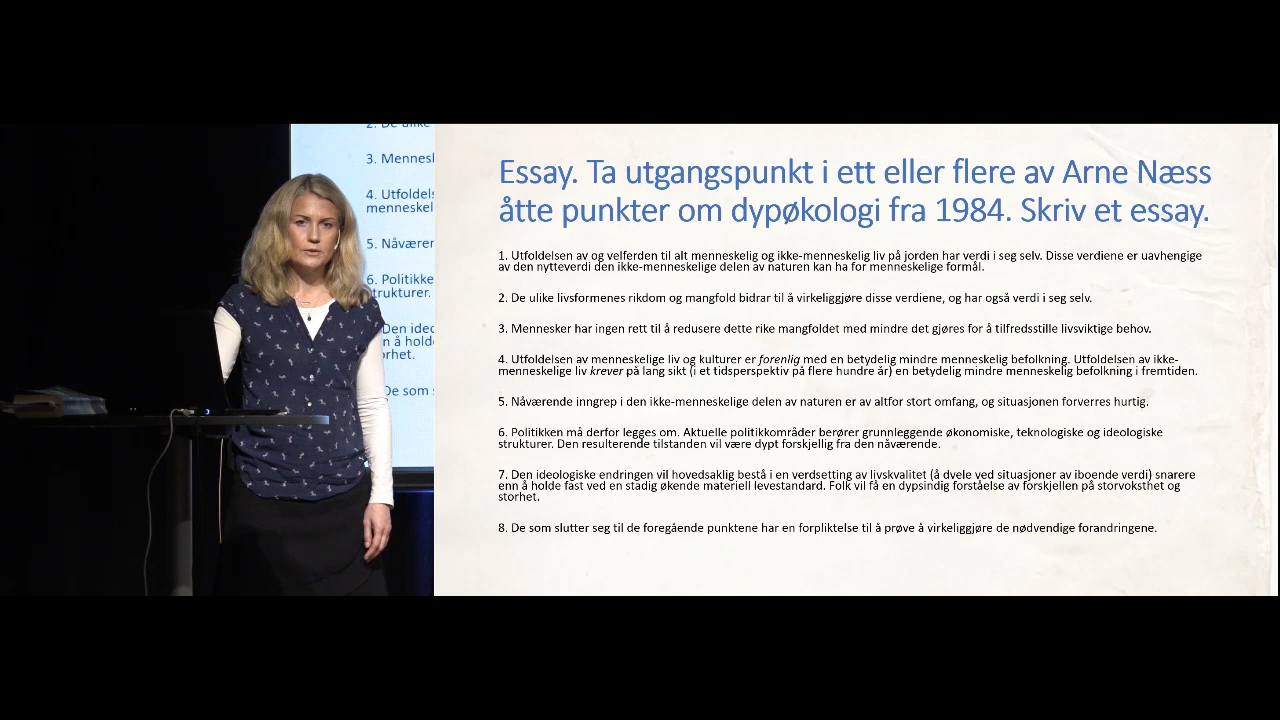 2. De ulike
3. Mennesk
4. Utfoldels
menneskel
5. Nåværer
6. Politikke
strukturer.
Den ideo
n å holde
orhet.
De som s
Essay. Ta utgangspunkt i ett eller flere av Arne Næss
åtte punkter om dypøkologi fra 1984. Skriv et essay.
1. Utfoldelsen av og velferden til alt menneskelig og ikke-menneskelig liv på jorden har verdi i seg selv. Disse verdiene er uavhengige
av den nytteverdi den ikke-menneskelige delen av naturen kan ha for menneskelige formål.
2. De ulike livsformenes rikdom og mangfold bidrar til å virkeliggjøre disse verdiene, og har også verdi i seg selv.
3. Mennesker har ingen rett til å redusere dette rike mangfoldet med mindre det gjøres for å tilfredsstille livsviktige behov.
4. Utfoldelsen av menneskelige liv og kulturer er forenlig med en betydelig mindre menneskelig befolkning. Utfoldelsen av ikke-
menneskelige liv krever på lang sikt (i et tidsperspektiv på flere hundre år) en betydelig mindre menneskelig befolkning i fremtiden.
5. Nåværende inngrep i den ikke-menneskelige delen av naturen er av altfor stort omfang, og situasjonen forverres hurtig.
6. Politikken må derfor legges om. Aktuelle politikkområder berører grunnleggende økonomiske, teknologiske og ideologiske
strukturer. Den resulterende tilstanden vil være dypt forskjellig fra den nåværende.
7. Den ideologiske endringen vil hovedsaklig bestå i en verdsetting av livskvalitet (å dvele ved situasjoner av iboende verdi) snarere
enn å holde fast ved en stadig økende materiell levestandard. Folk vil få en dypsindig forståelse av forskjellen på storvoksthet og
storhet.
8. De som slutter seg til de foregående punktene har en forpliktelse til å prøve å virkeliggjøre de nødvendige forandringene.